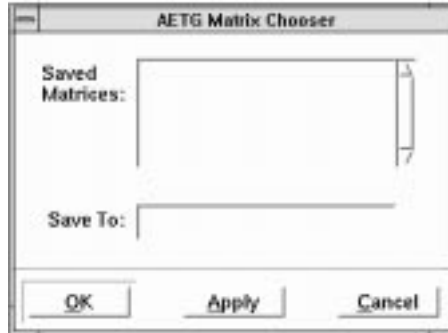 AETG Matrix Chooser
Saved
Matrices:
Save To:
OK
Apply
Cancel